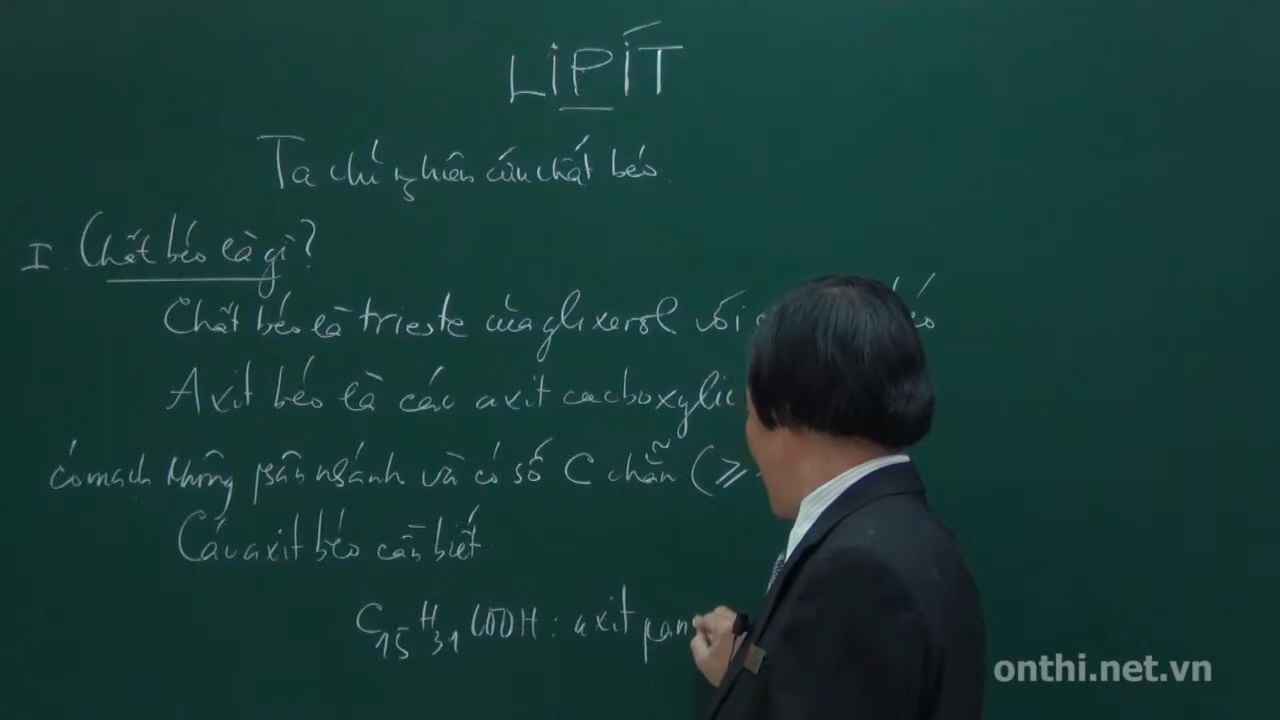 LIPÍT
Ta chỉ nghiên cứu chất béo.
I. Chất béo là gì?
Chất béo là trieste của glixerol với béo
Axit béo là các axit cacboxylic
có mạch không phân nhánh và có số C chẵn (≥
Các axit béo cần biết
C15H31COOH: axit pan
onthi.net.vn